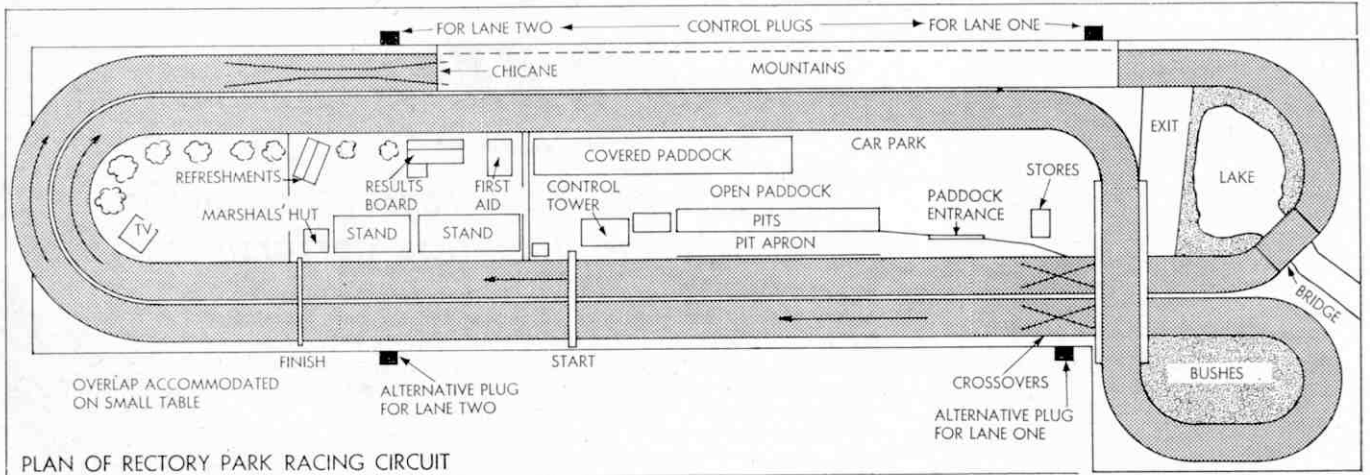 FOR LANE TWO
CONTROL PLUGS
FOR LANE ONE
CHICANE
MOUNTAINS
EXIT
LAKE
CAR PARK
COVERED PADDOCK
REFRESHMENTS
RESULTS
BOARD
FIRST
AID
CONTROL
TOWER
OPEN PADDOCK
STORES
PADDOCK
ENTRANCE
MARSHALS' HUT
TV
STAND
STAND
PITS
PIT APRON
BRIDGE
FINISH
START
BUSHES
OVERLAP ACCOMMODATED
ON SMALL TABLE
ALTERNATIVE PLUG
FOR LANE TWO
CROSSOVERS
ALTERNATIVE PLUG
FOR LANE ONE
PLAN OF RECTORY PARK RACING CIRCUIT